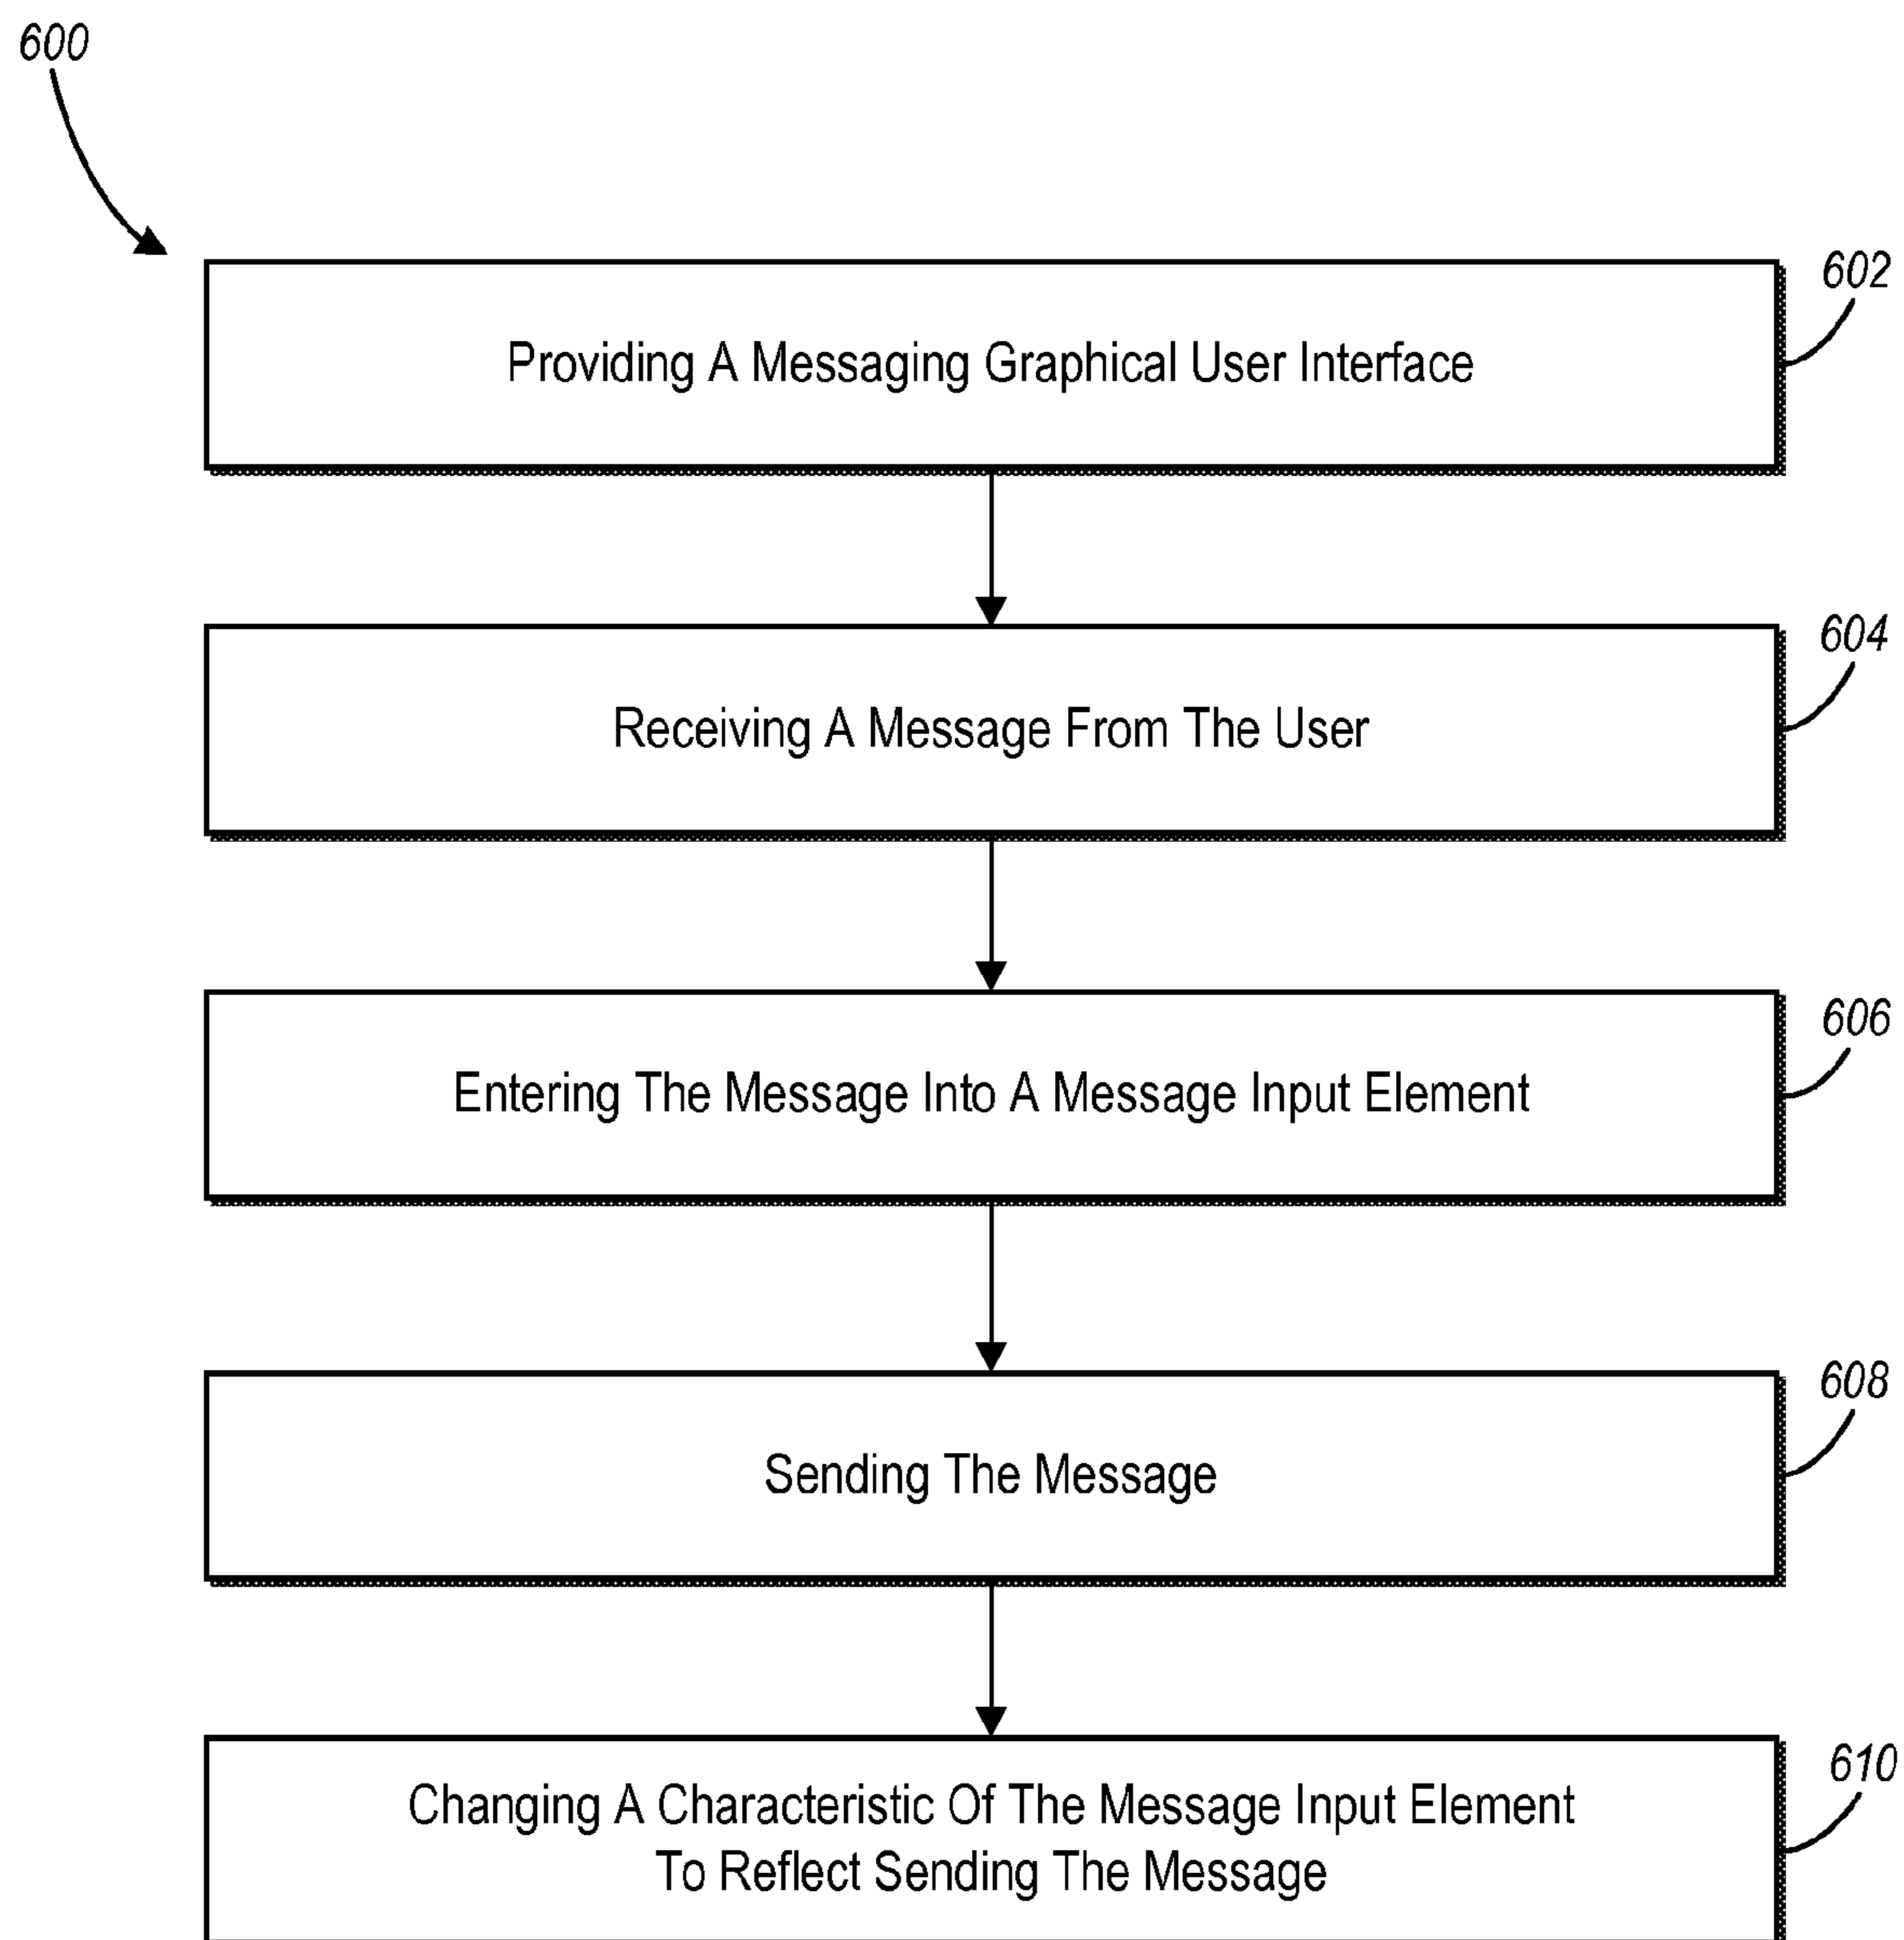 600
602
Providing A Messaging Graphical User Interface
604
Receiving A Message From The User
606
Entering The Message Into A Message Input Element
608
Sending The Message
610
Changing A Characteristic Of The Message Input Element
To Reflect Sending The Message